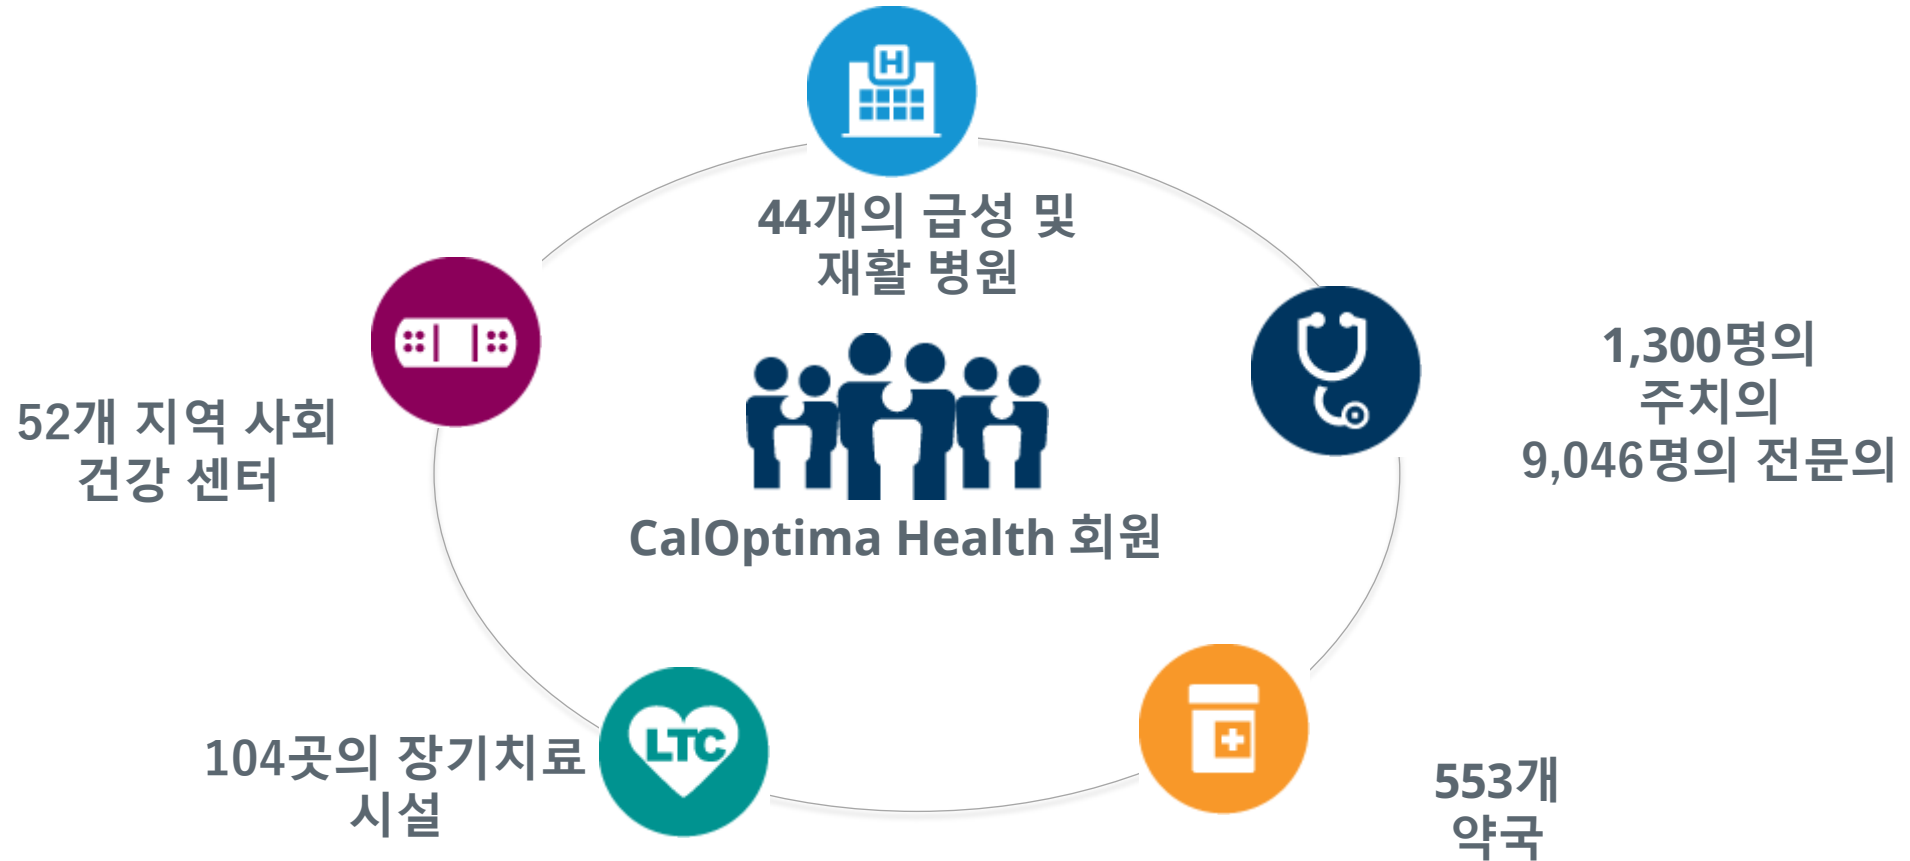 H
44개의 급성 및
재활 병원
1,300명의
주치의
9,046명의 전문의
52개 지역 사회
건강 센터
CalOptima Health 회원
LTC
104곳의 장기치료
시설
553개
약국